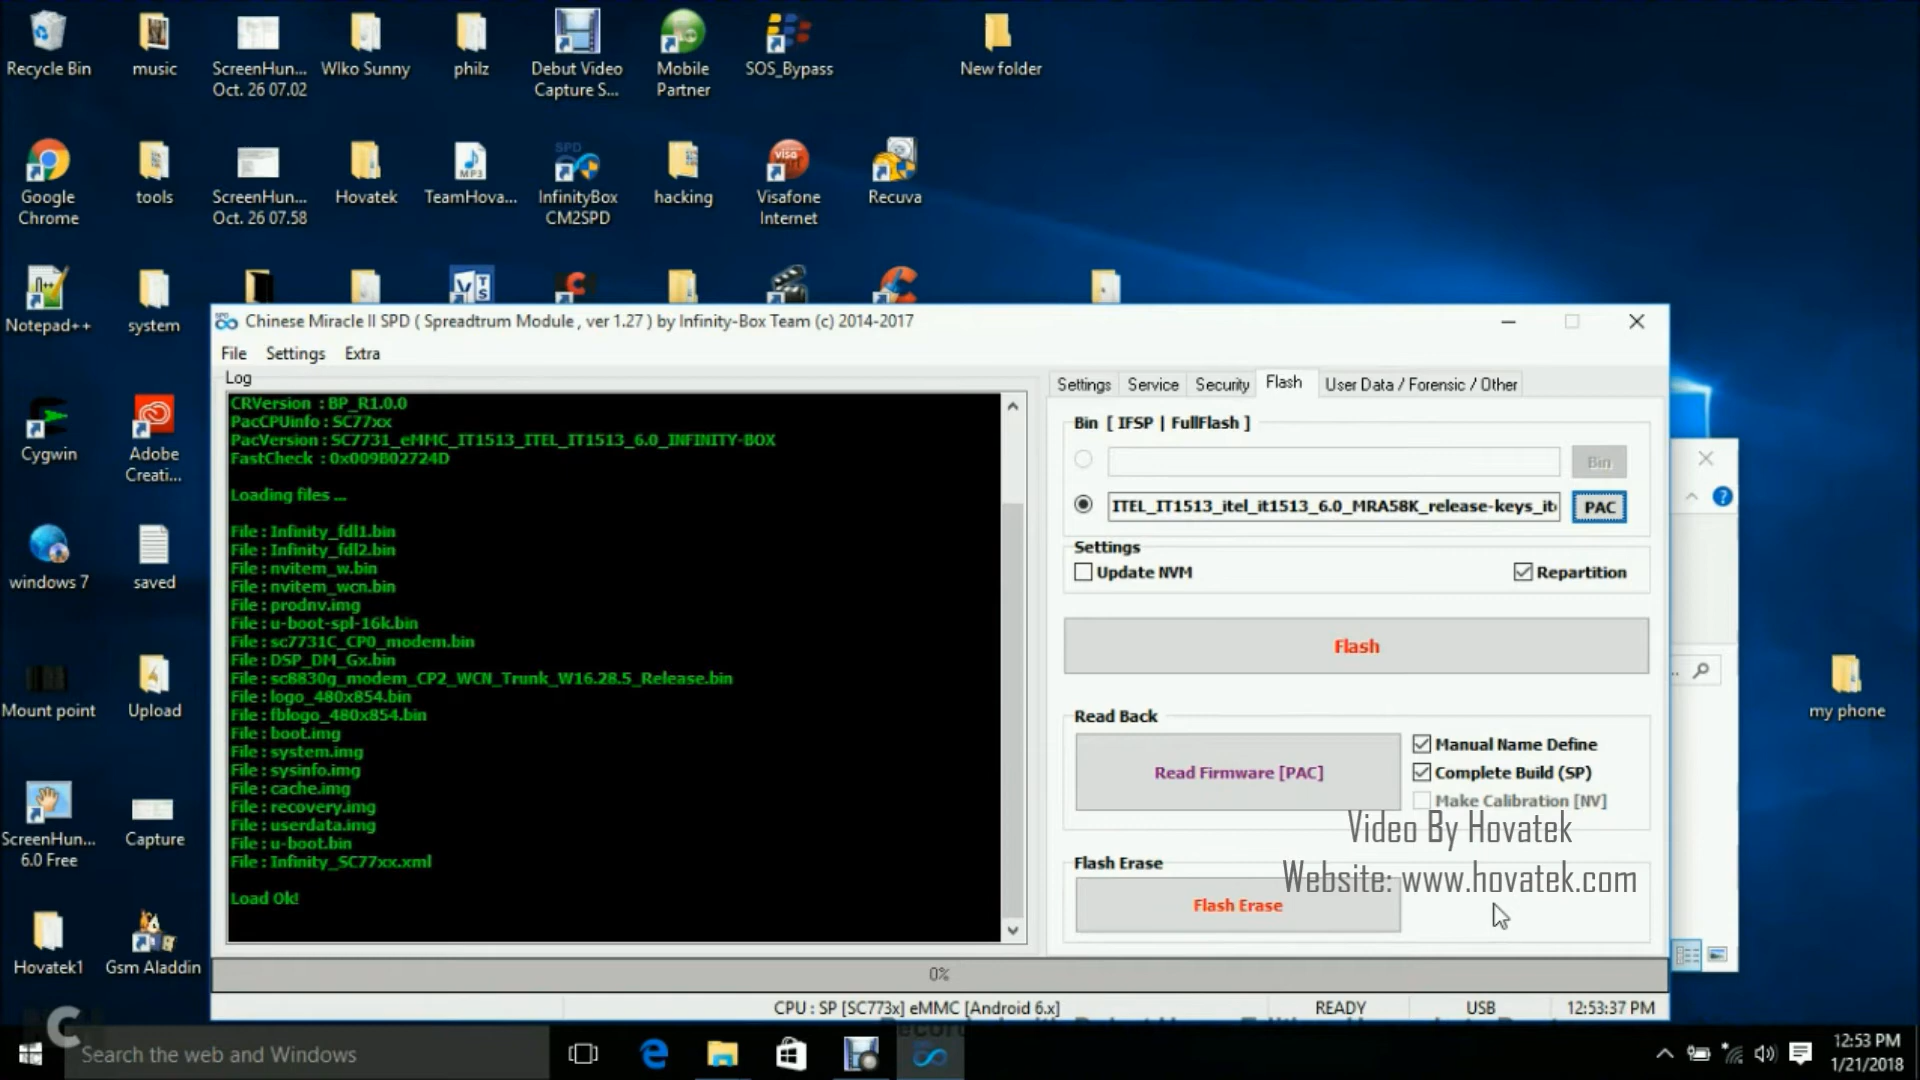 Recycle Bin
music
ScreenHun...
Oct. 26 07.02
Wlko Sunny
philz
Debut Video
Capture S...
Mobile
Partner
SOS_Bypass
New folder
Google
Chrome
tools
ScreenHun...
Oct. 26 07.58
Hovatek
TeamHova...
SPD
InfinityBox
CM2SPD
hacking
Visafone
Internet
Recuva
Notepad++
system
Cygwin
Adobe
Creati...
windows 7
saved
Mount point
Upload
ScreenHun...
6.0 Free
Capture
Hovatek1
Gsm Aladdin
my phone
Chinese Miracle II SPD ( Spreadtrum Module , ver 1.27 ) by Infinity-Box Team (c) 2014-2017
File Settings Extra
Log
CRVersion : BP_R1.0.0
PacCPUinfo : SC77xx
PacVersion : SC7731_eMMC_IT1513_ITEL_IT1513_6.0_INFINITY-BOX
FastCheck : 0x009B02724D
Loading files ...
File : Infinity_fdl1.bin
File : Infinity_fdl2.bin
File : nvitem_w.bin
File : nvitem_wcn.bin
File : prodnv.img
File : u-boot-spl-16k.bin
File : sc7731C_CP0_modem.bin
File : DSP_DM_Gx.bin
File : sc8830g_modem_CP2_WCN_Trunk_W16.28.5_Release.bin
File : logo_480x854.bin
File : fblogo_480x854.bin
File : boot.img
File : system.img
File : sysinfo.img
File : cache.img
File : recovery.img
File : userdata.img
File : u-boot.bin
File : Infinity_SC77xx.xml
Load Ok!
Settings Service Security Flash User Data / Forensic / Other
Bin [ IFSP | FullFlash ]
Bin
ITEL_IT1513_itel_it1513_6.0_MRA58K_release-keys_it
PAC
Settings
Update NVM
Repartition
Flash
Read Back
Read Firmware [PAC]
Manual Name Define
Complete Build (SP)
Make Calibration [NV]
Video By Hovatek
Website: www.hovatek.com
Flash Erase
Flash Erase
0%
CPU : SP [SC773x] eMMC [Android 6.x]
READY
USB
12:53:37 PM
Search the web and Windows
12:53 PM
1/21/2018